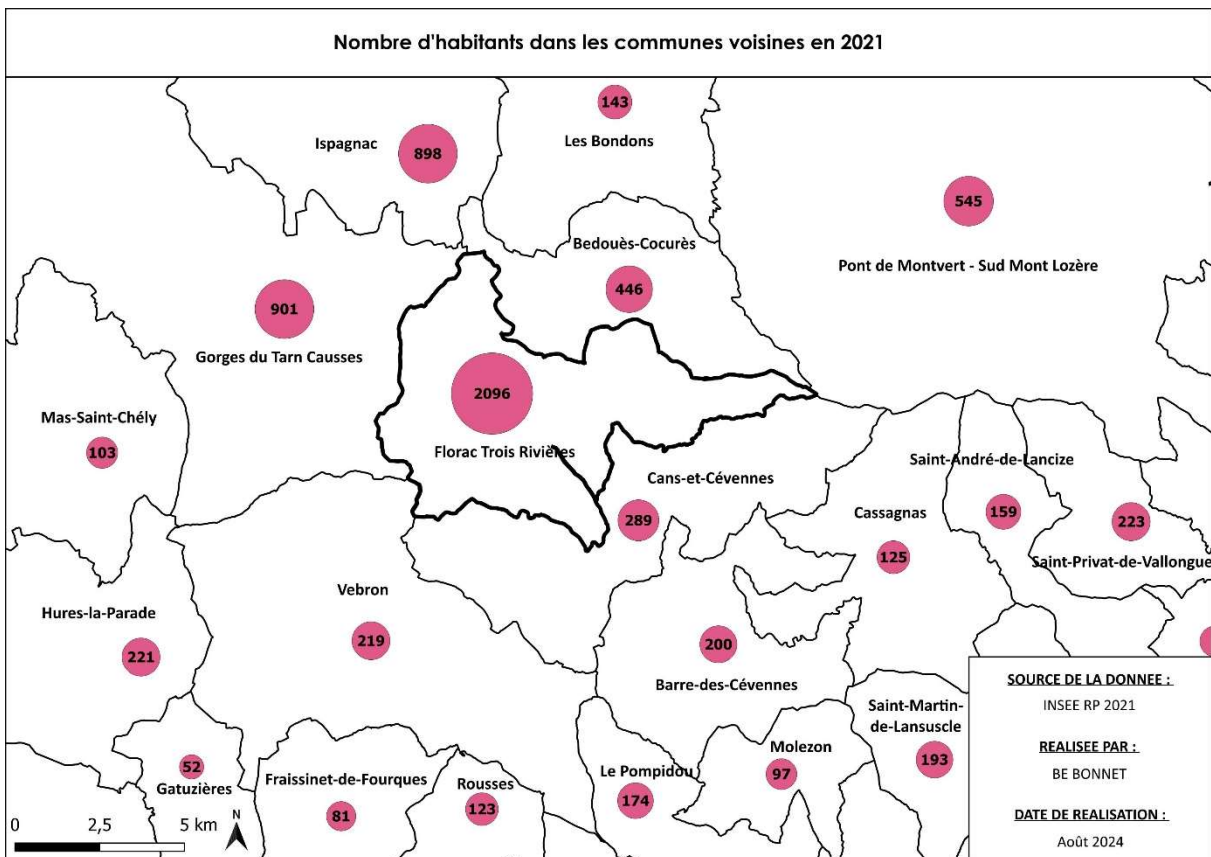 Nombre d'habitants dans les communes voisines en 2021
143
Les Bondons
Ispagnac
898
545
Pont de Montvert - Sud Mont Lozère
Bedouès-Cocurès
446
901
Gorges du Tarn Causses
2096
Florac Trois Rivières
Mas-Saint-Chély
103
Cans-et-Cévennes
289
Saint-André-de-Lancize
159
Cassagnas
125
223
Saint-Privat-de-Vallongue
Vebron
219
Hures-la-Parade
221
200
Barre-des-Cévennes
Saint-Martin-
de-Lansuscle
193
Molezon
97
Le Pompidou
174
Rousses
123
Fraissinet-de-Fourques
81
52
Gatuzières
0 2,5 5 km
N
SOURCE DE LA DONNEE :
INSEE RP 2021
REALISEE PAR :
BE BONNET
DATE DE REALISATION :
Août 2024